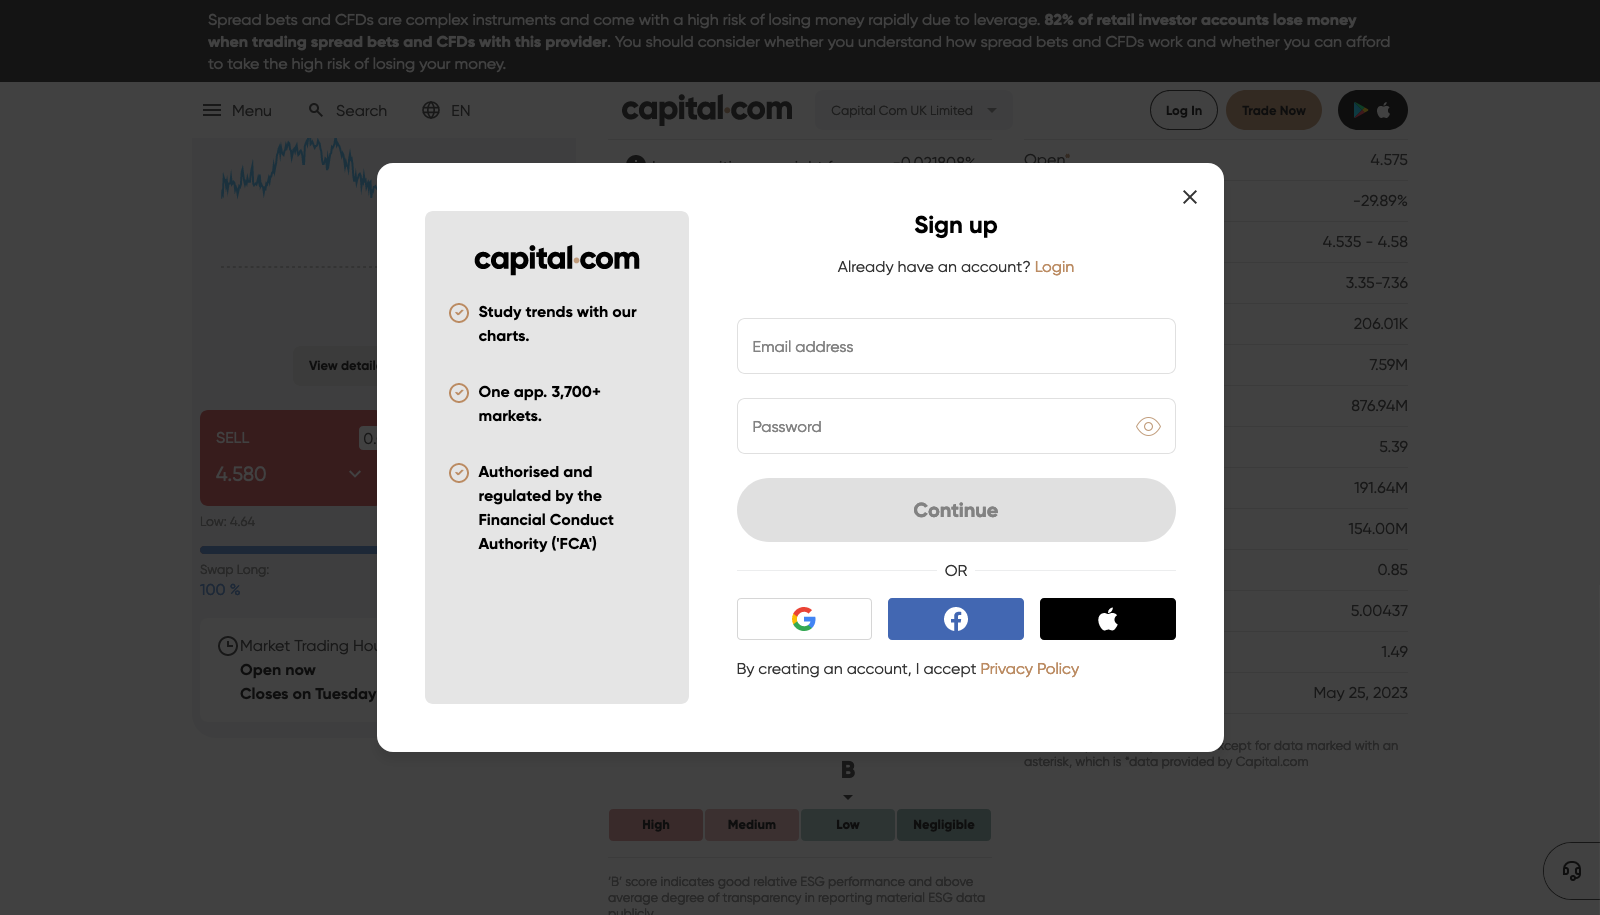 Spread bets and CFDs are complex instruments and come with a high risk of losing money rapidly due to leverage. 82% of retail investor accounts lose money
when trading spread bets and CFDs with this provider. You should consider whether you understand how spread bets and CFDs work and whether you can afford
to take the high risk of losing your money.
Menu
Search
EN
capital.com
Capital Com UK Limited
Log In
Trade Now
View detail
SELL
0.
4.580
Low: 4.64
Swap Long:
100 %
Market Trading Hou
Open now
Closes on Tuesday
Open*
4.575
-29.89%
4.535 - 4.58
3.35-7.36
206.01K
7.59M
876.94M
5.39
191.64M
154.00M
0.85
5.00437
1.49
May 25, 2023
cept for data marked with an
asterisk, which is *data provided by Capital.com
capital.com
Study trends with our
charts.
One app. 3,700+
markets.
Authorised and
regulated by the
Financial Conduct
Authority ('FCA')
Sign up
Already have an account? Login
Email address
Password
Continue
OR
By creating an account, I accept Privacy Policy
B
High
Medium
Low
Negligible
'B' score indicates good relative ESG performance and above
average degree of transparency in reporting material ESG data
publicly